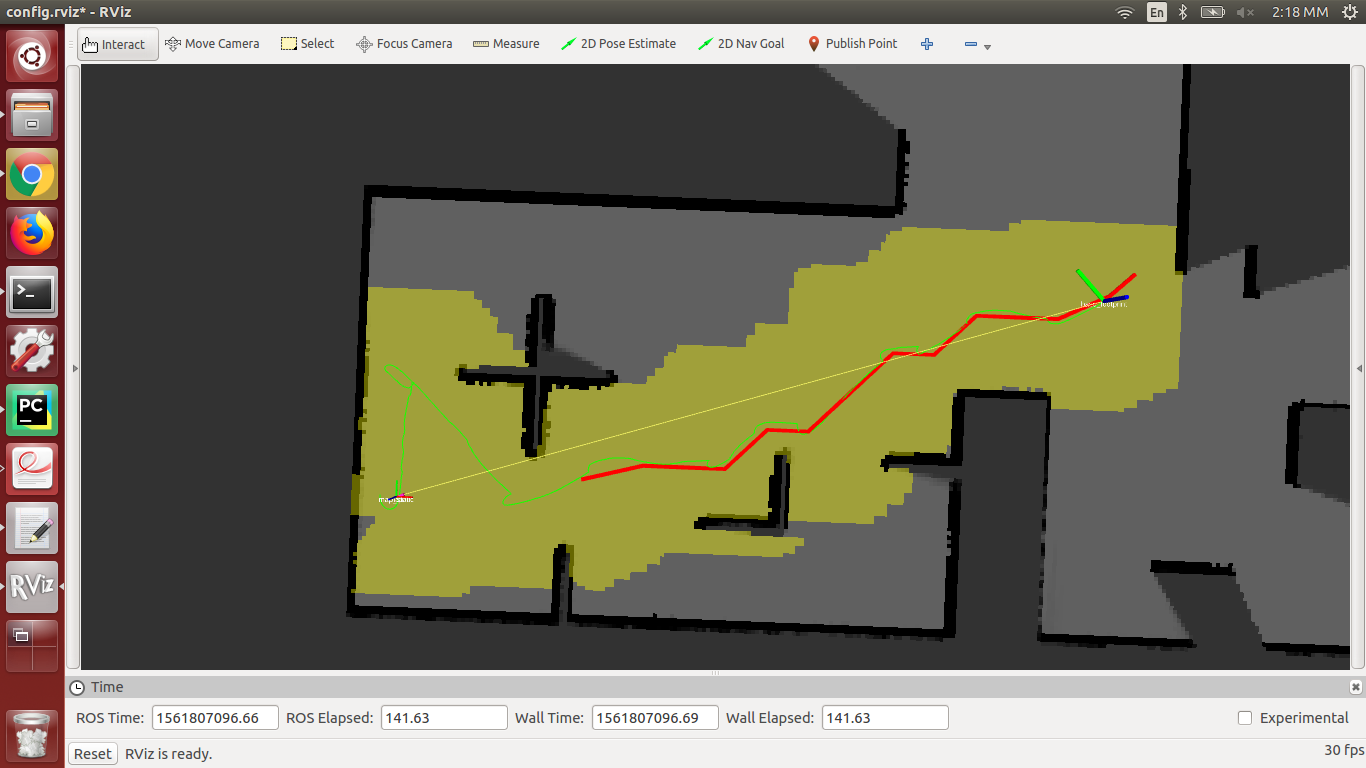 config.rviz* - RViz
En
2:18 MM
Interact
Move Camera
Select
Focus Camera
Measure
2D Pose Estimate
2D Nav Goal
Publish Point
PC
RViz
Time
ROS Time: 1561807096.66 ROS Elapsed: 141.63 Wall Time: 1561807096.69 Wall Elapsed: 141.63 Experimental
Reset RViz is ready. 30 fps